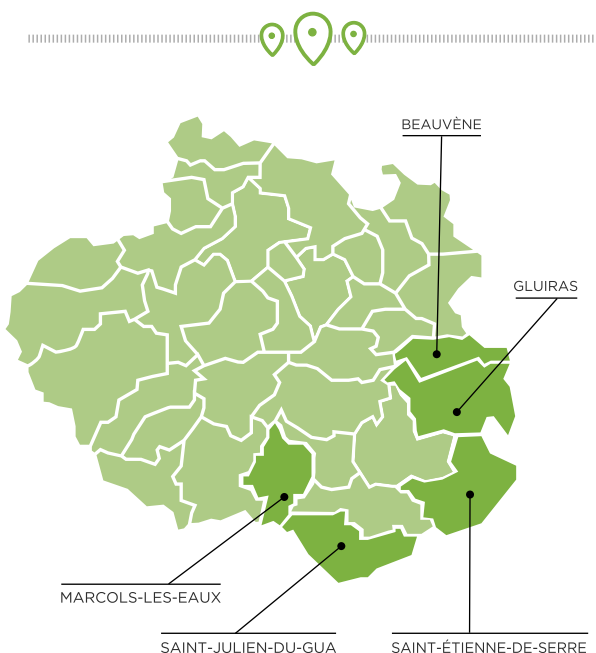 BEAUVÈNE
GLUIRAS
MARCOLS-LES-EAUX
SAINT-JULIEN-DU-GUA
SAINT-ÉTIENNE-DE-SERRE